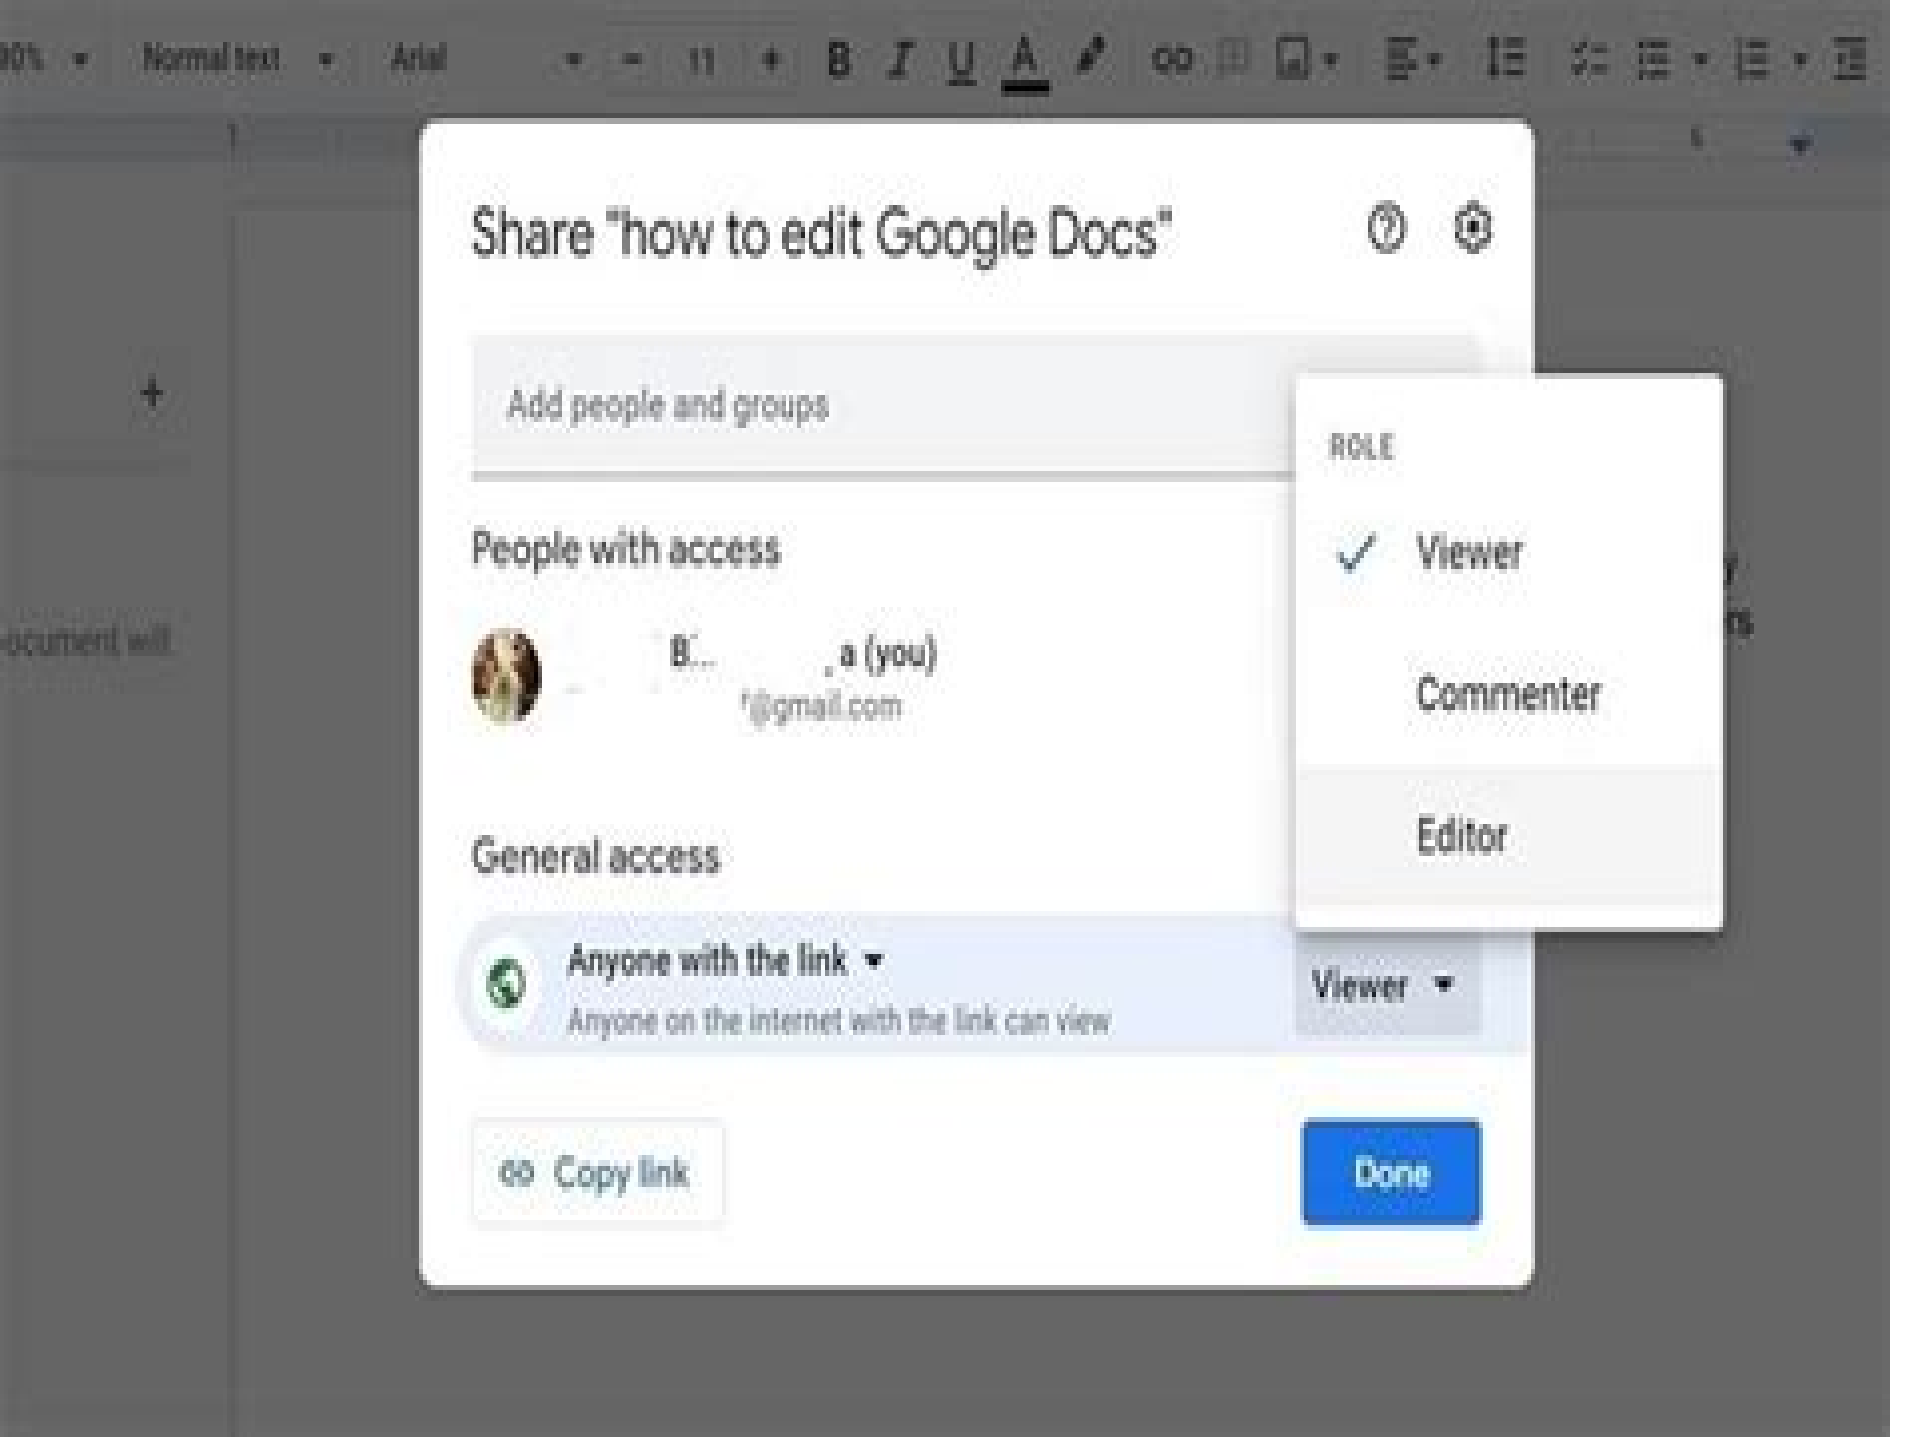 Normal text Arial 11 B I U A
Share "how to edit Google Docs"
Add people and groups
ROLE
People with access
Viewer
B... a (you)
@gmail.com
Commenter
Document will
Editor
General access
Anyone with the link
Anyone on the internet with the link can view
Viewer
Copy link
Done